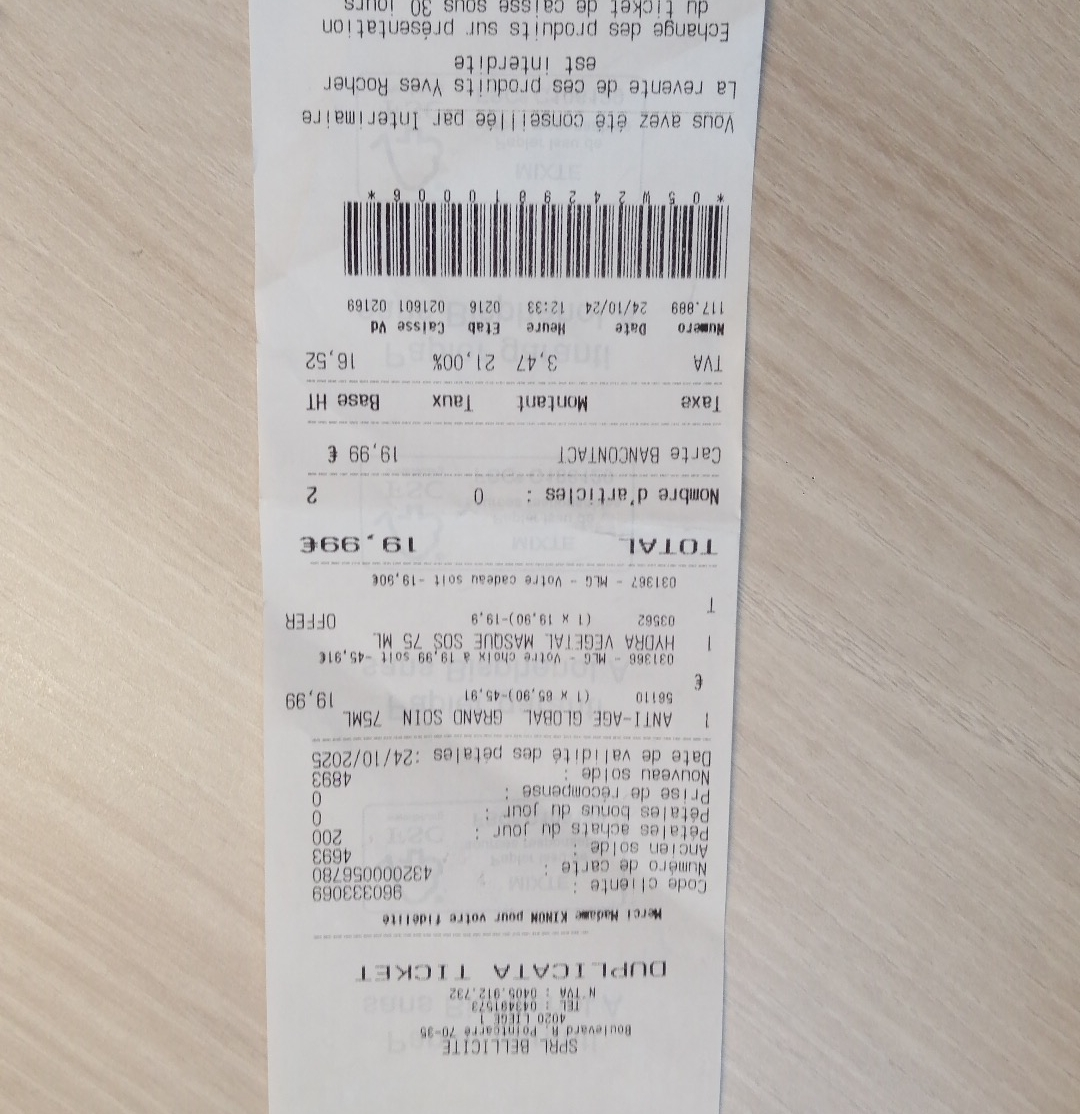 SPRL BELLICITE
Boulevard R. Pointcarré 70-95
4020 LIEGE 1
TEL : 043491573
N TVA : 0405.912.732
DUPLICATA TICKET
Merci Madame KINON pour votre fidélité
Code cliente : 960333069
Numéro de carte : 43200056780
Ancien solde : 4693
Pétales achats du jour : 200
Pétales bonus du jour : 0
Prise de récompense : 0
Nouveau solde : 4893
Date de validité des pétales :24/10/2025
1 ANTI-AGE GLOBAL GRAND SOIN 75ML
58110 (1 x 65,90)-45,91 19,99
€
031366 - MLG - Votre choix a 19,99 soit -45,91€
1 HYDRA VEGETAL MASQUE SOS 75 ML
03562 (1 x 19,90)-19,9 OFFER
T
031367 - MLG - Votre cadeau soit -19,90€
TOTAL 19,99€
Nombre d'articles : 0 2
Carte BANCONTACT 19,99 €
Taxe Montant Taux Base HT
TVA 3,47 21,00% 16,52
Numero Date Heure Etab Caisse Vd
117.089 24/10/24 12:33 0216 021601 02169
* 0 5 W 2 4 2 9 8 1 0 0 0 6 *
Vous avez été conseillée par Interimaire
La revente de ces produits Yves Rocher
est interdite
Echange des produits sur présentation
du ticket de caisse sous 30 jours